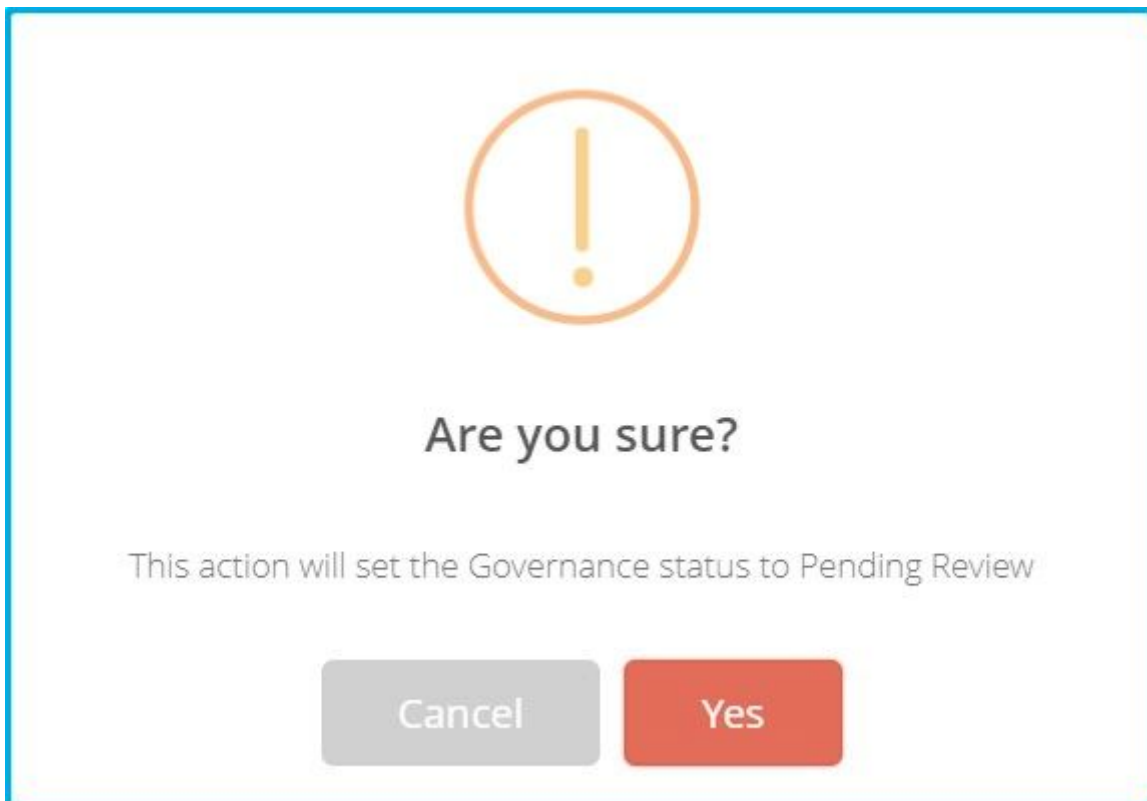 Are you sure?
This action will set the Governance status to Pending Review
Cancel Yes